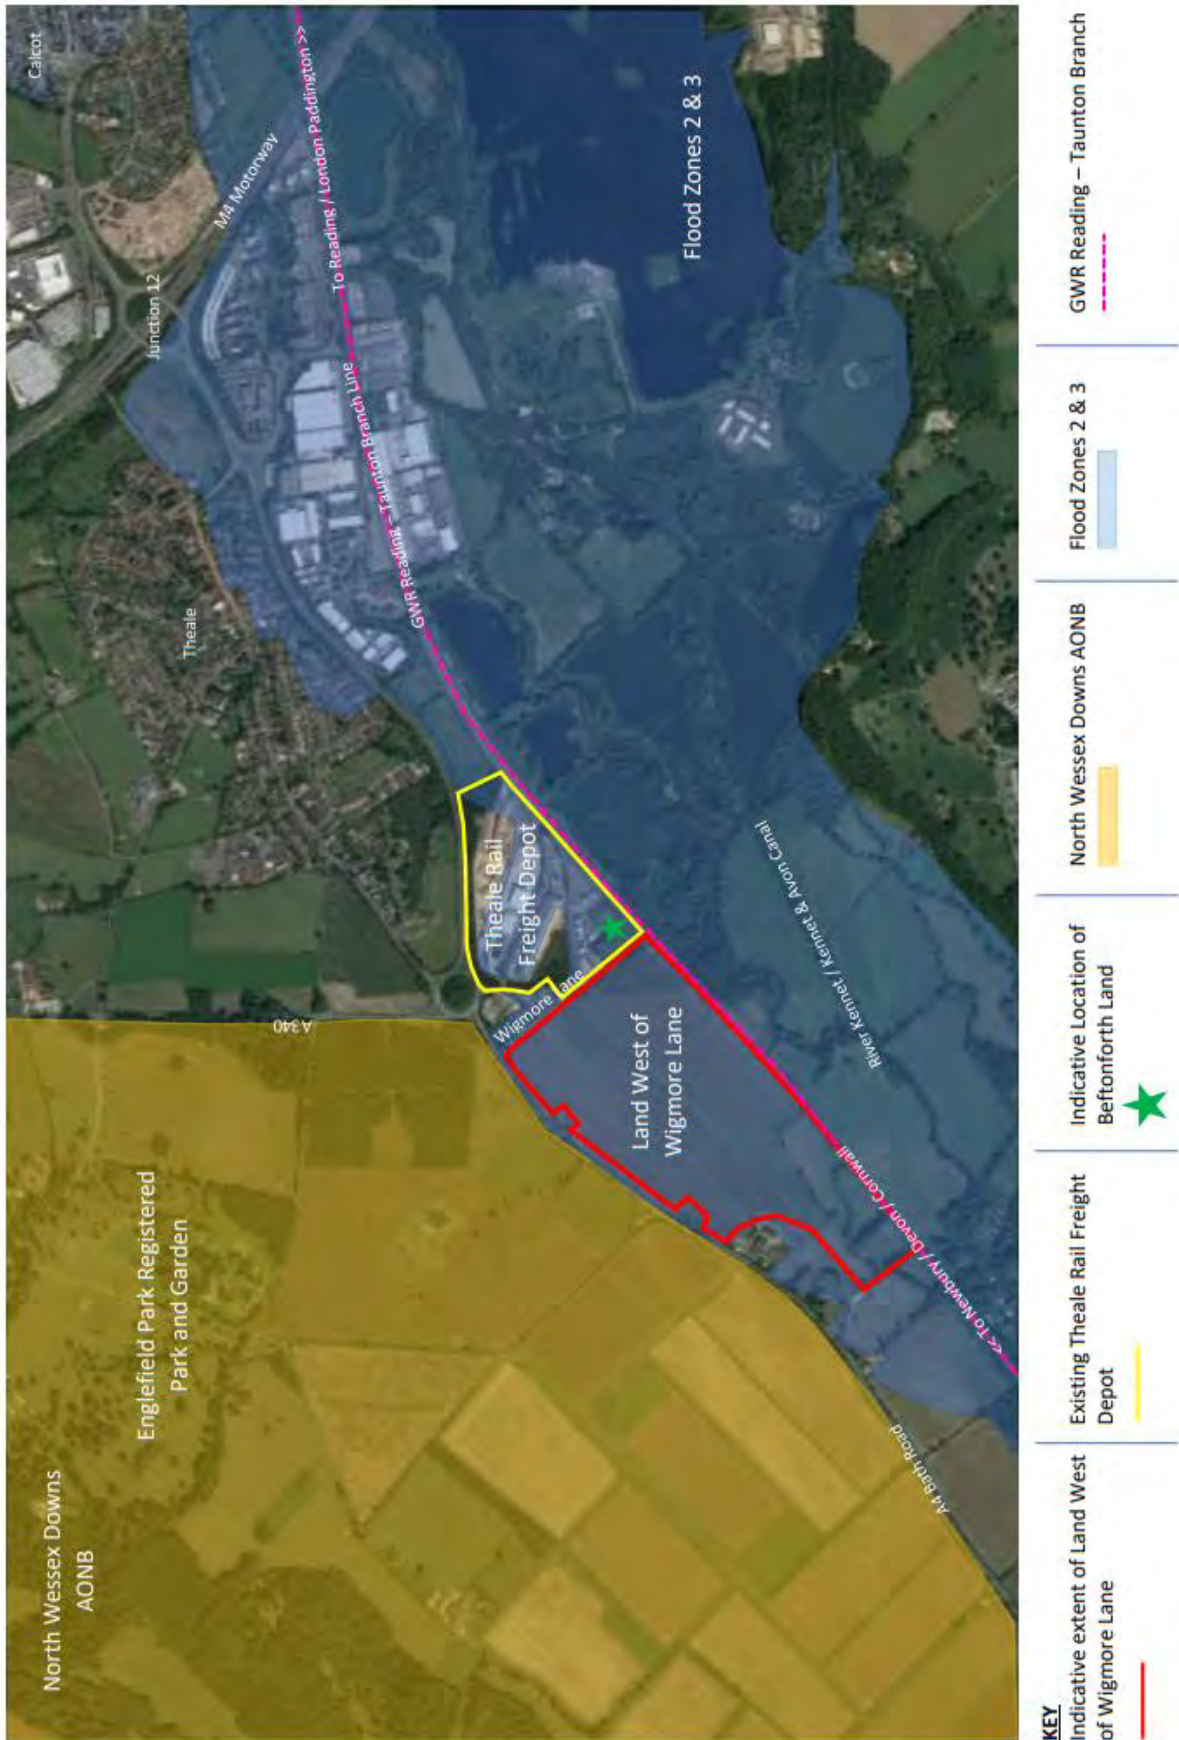 North Wessex Downs
AONB
Englefield Park Registered
Park and Garden
A340
Theale
Junction 12
M4 Motorway
Calcot
To Reading / London Paddington >>
GWR Reading – Taunton Branch Line
Theale Rail
Freight Depot
Wigmore Lane
Land West of
Wigmore Lane
Flood Zones 2 & 3
River Kennet / Kennet & Avon Canal
<< To Newbury / Devon / Cornwall
A4 Bath Road
KEY
Indicative extent of Land West
of Wigmore Lane
Existing Theale Rail Freight
Depot
Indicative Location of
Beftonforth Land
North Wessex Downs AONB
Flood Zones 2 & 3
GWR Reading – Taunton Branch